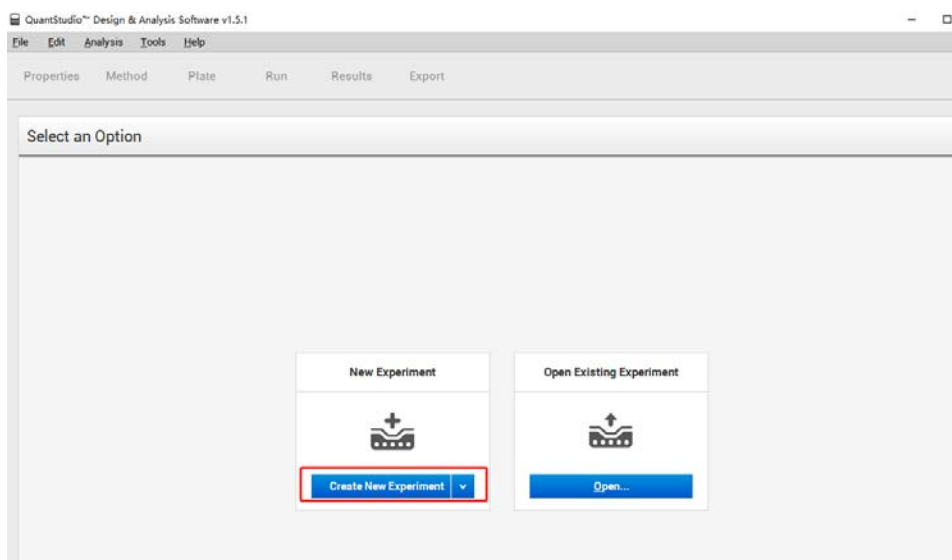 QuantStudio™ Design & Analysis Software v1.5.1
File Edit Analysis Tools Help
Properties Method Plate Run Results Export
Select an Option
New Experiment Open Existing Experiment
Create New Experiment Open...